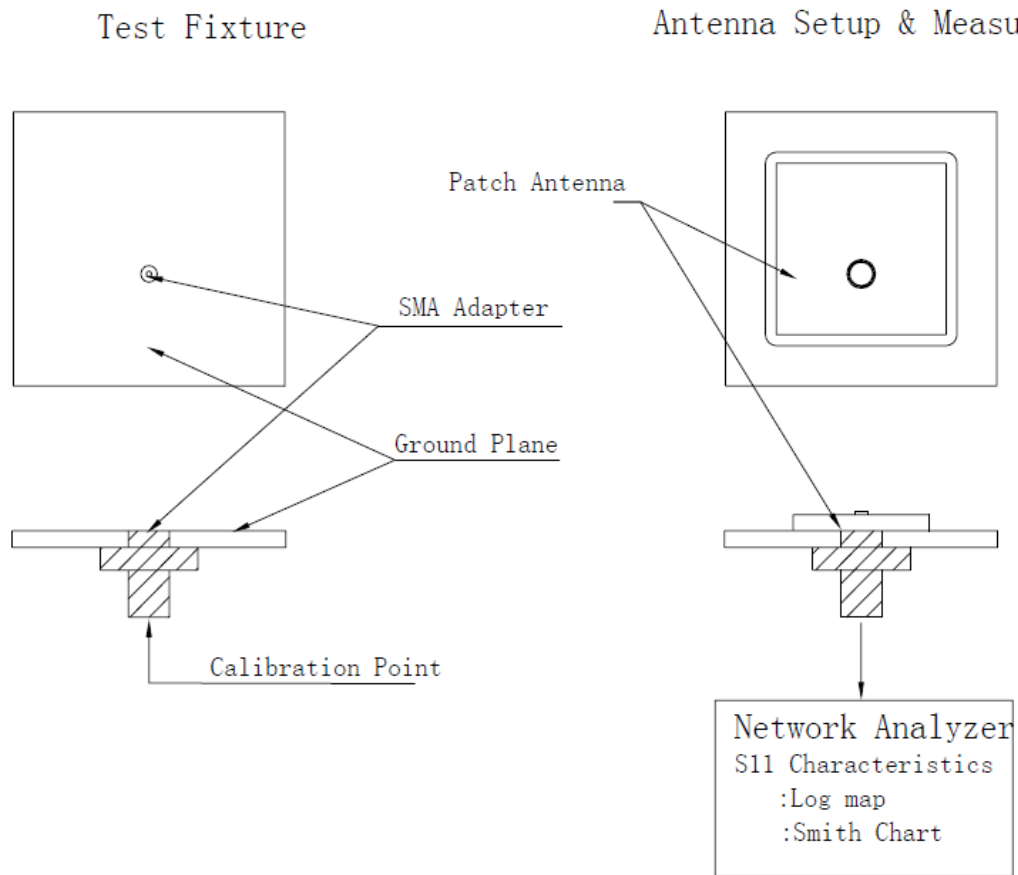 Test Fixture
Antenna Setup & Measu
Patch Antenna
SMA Adapter
Ground Plane
Calibration Point
Network Analyzer
S11 Characteristics
:Log map
:Smith Chart